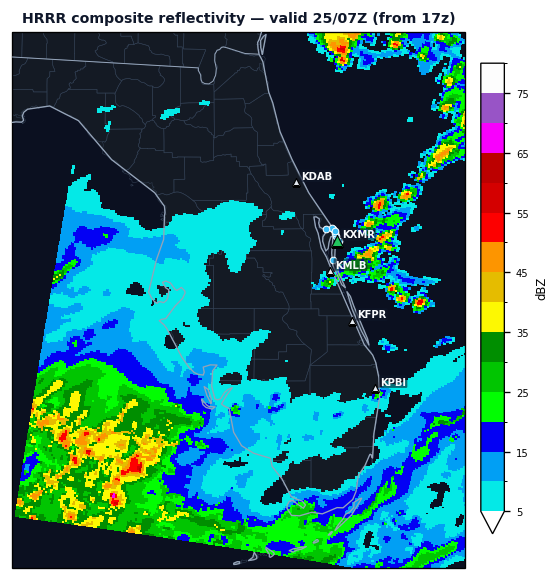 HRRR composite reflectivity — valid 25/07Z (from 17z)
KDAB
KXMR
KMLB
KFPR
KPBI
75
65
55
45
35
25
15
5
dBZ